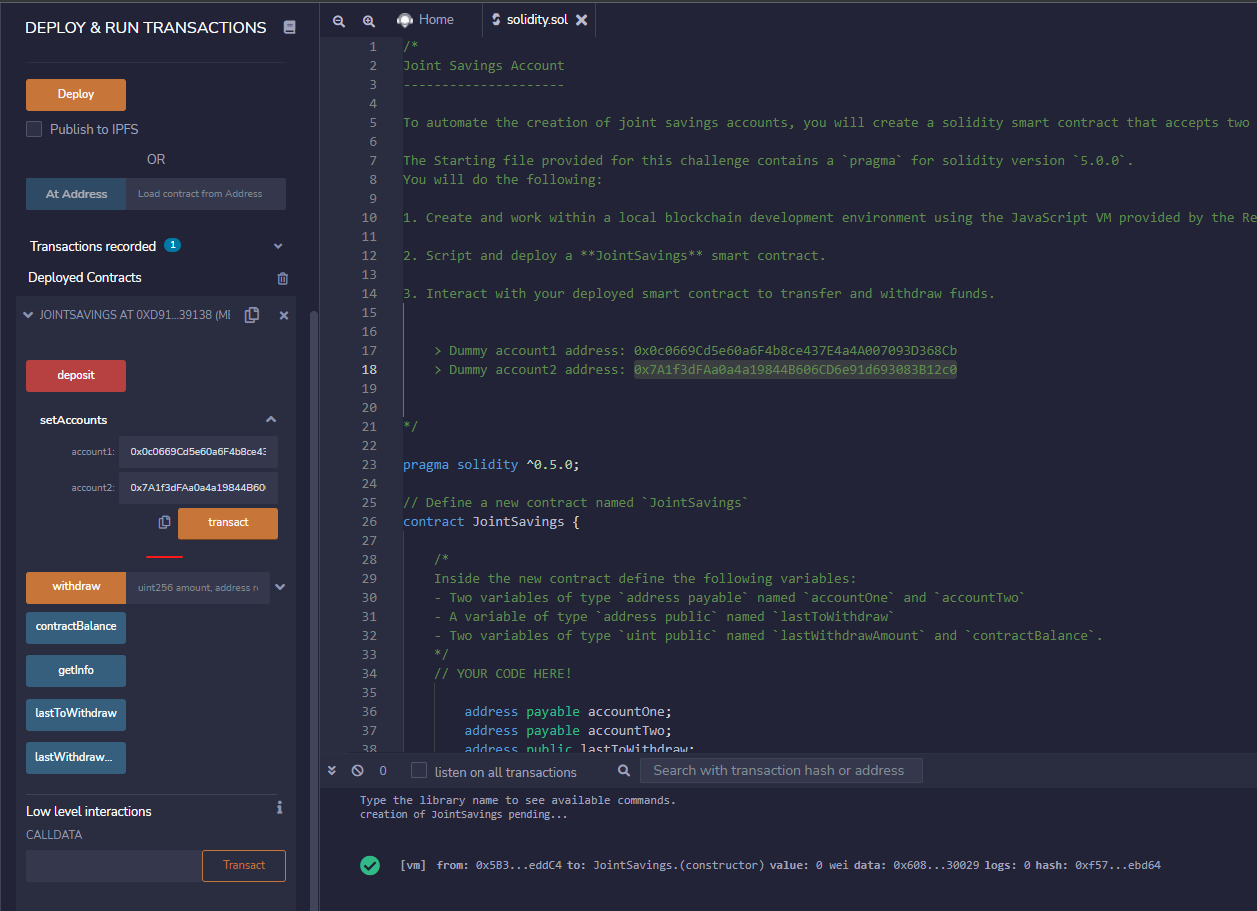 DEPLOY & RUN TRANSACTIONS
Deploy
Publish to IPFS
OR
At Address
Load contract from Address
Transactions recorded 1
Deployed Contracts
JOINTSAVINGS AT 0XD91...39138 (ME
deposit
setAccounts
account1: 0x0c0669Cd5e60a6F4b8ce43
account2: 0x7A1f3dFAa0a4a19844B60
transact
withdraw
uint256 amount, address re
contractBalance
getInfo
lastToWithdraw
lastWithdraw...
Low level interactions
CALLDATA
Transact
Home
solidity.sol
1 /*
2 Joint Savings Account
3 ---------------------
4
5 To automate the creation of joint savings accounts, you will create a solidity smart contract that accepts two
6
7 The Starting file provided for this challenge contains a `pragma` for solidity version `5.0.0`.
8 You will do the following:
9
10 1. Create and work within a local blockchain development environment using the JavaScript VM provided by the Re
11
12 2. Script and deploy a **JointSavings** smart contract.
13
14 3. Interact with your deployed smart contract to transfer and withdraw funds.
15
16
17 > Dummy account1 address: 0x0c0669Cd5e60a6F4b8ce437E4a4A007093D368Cb
18 > Dummy account2 address: 0x7A1f3dFAa0a4a19844B606CD6e91d693083B12c0
19
20
21 */
22
23 pragma solidity ^0.5.0;
24
25 // Define a new contract named `JointSavings`
26 contract JointSavings {
27
28 /*
29 Inside the new contract define the following variables:
30 - Two variables of type `address payable` named `accountOne` and `accountTwo`
31 - A variable of type `address public` named `lastToWithdraw`
32 - Two variables of type `uint public` named `lastWithdrawAmount` and `contractBalance`.
33 */
34 // YOUR CODE HERE!
35
36 address payable accountOne;
37 address payable accountTwo;
38 address public lastToWithdraw;
0
listen on all transactions
Search with transaction hash or address
Type the library name to see available commands.
creation of JointSavings pending...
[vm] from: 0x5B3...eddC4 to: JointSavings.(constructor) value: 0 wei data: 0x608...30029 logs: 0 hash: 0xf57...ebd64